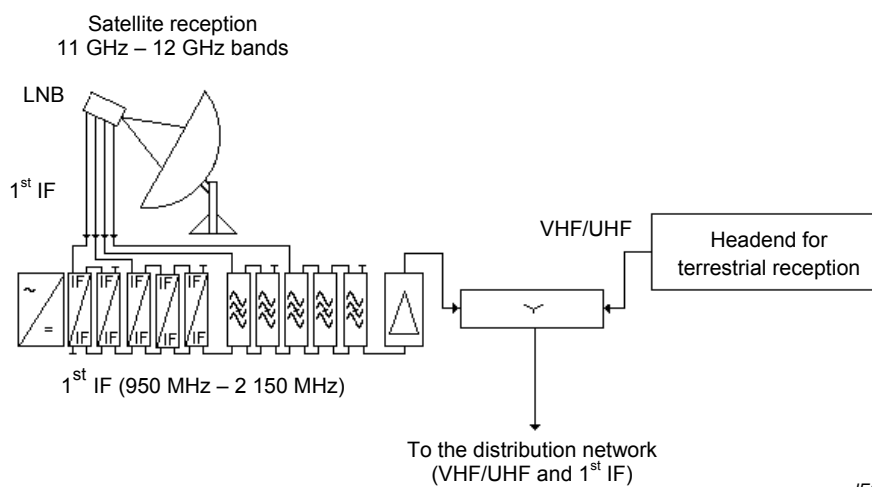 Satellite reception
11 GHz – 12 GHz bands
LNB
1st IF
VHF/UHF
Headend for
terrestrial reception
~
=
IF IF IF IF IF
IF IF IF IF IF
1st IF (950 MHz – 2 150 MHz)
To the distribution network
(VHF/UHF and 1st IF)